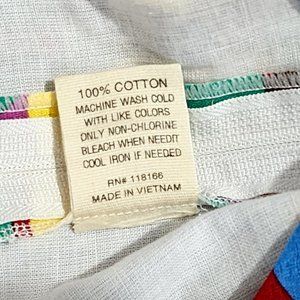 100% COTTON
MACHINE WASH COLD
WITH LIKE COLORS
ONLY NON-CHLORINE
BLEACH WHEN NEEDIT
COOL IRON IF NEEDED
RN# 118166
MADE IN VIETNAM